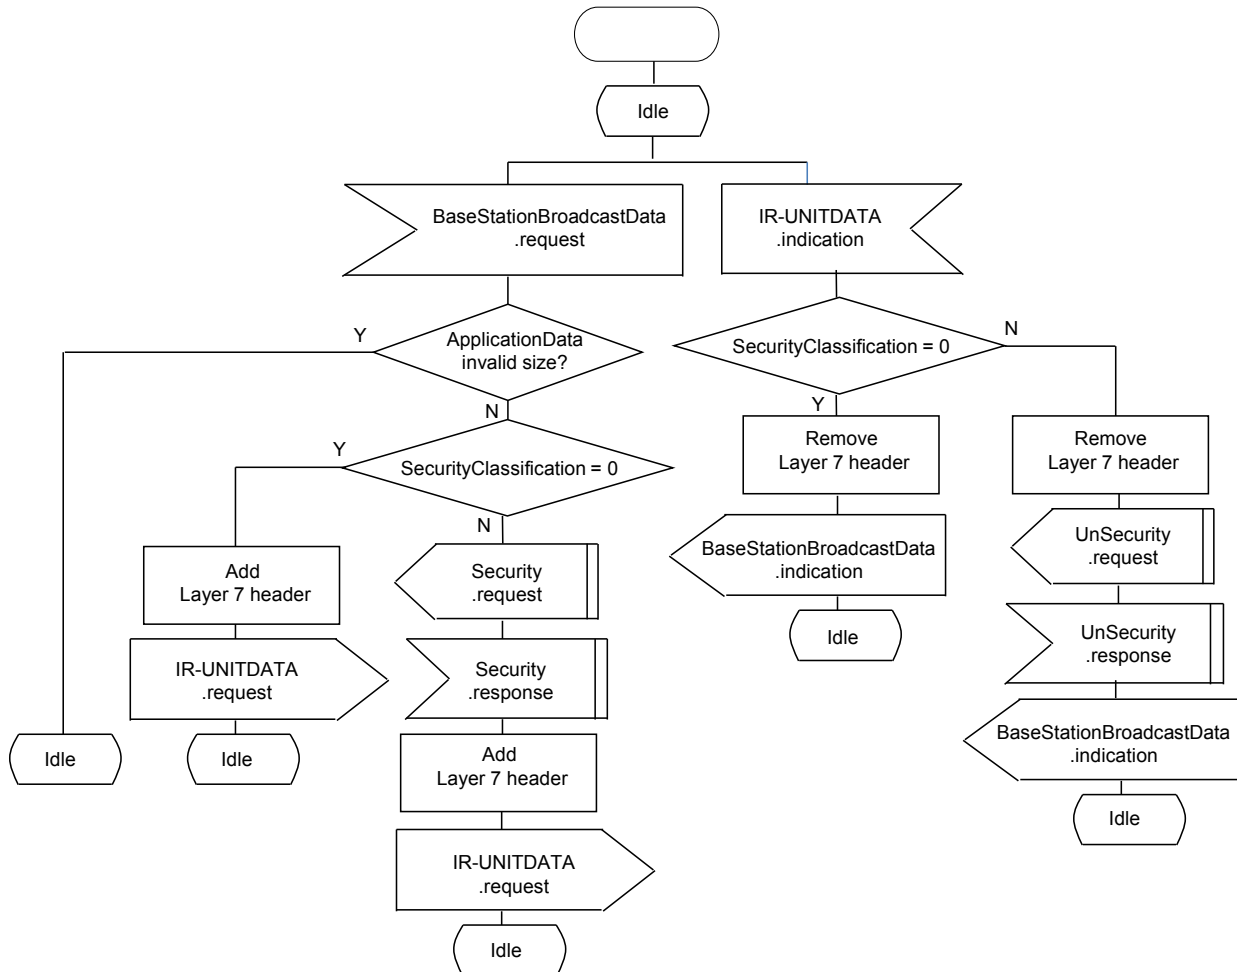 Idle
BaseStationBroadcastData
.request
IR-UNITDATA
.indication
Y
ApplicationData
invalid size?
N
SecurityClassification = 0
N
Y
SecurityClassification = 0
N
Y
Remove
Layer 7 header
Remove
Layer 7 header
Add
Layer 7 header
Security
.request
BaseStationBroadcastData
.indication
UnSecurity
.request
IR-UNITDATA
.request
Security
.response
Idle
UnSecurity
.response
Idle
Idle
Add
Layer 7 header
BaseStationBroadcastData
.indication
IR-UNITDATA
.request
Idle
Idle